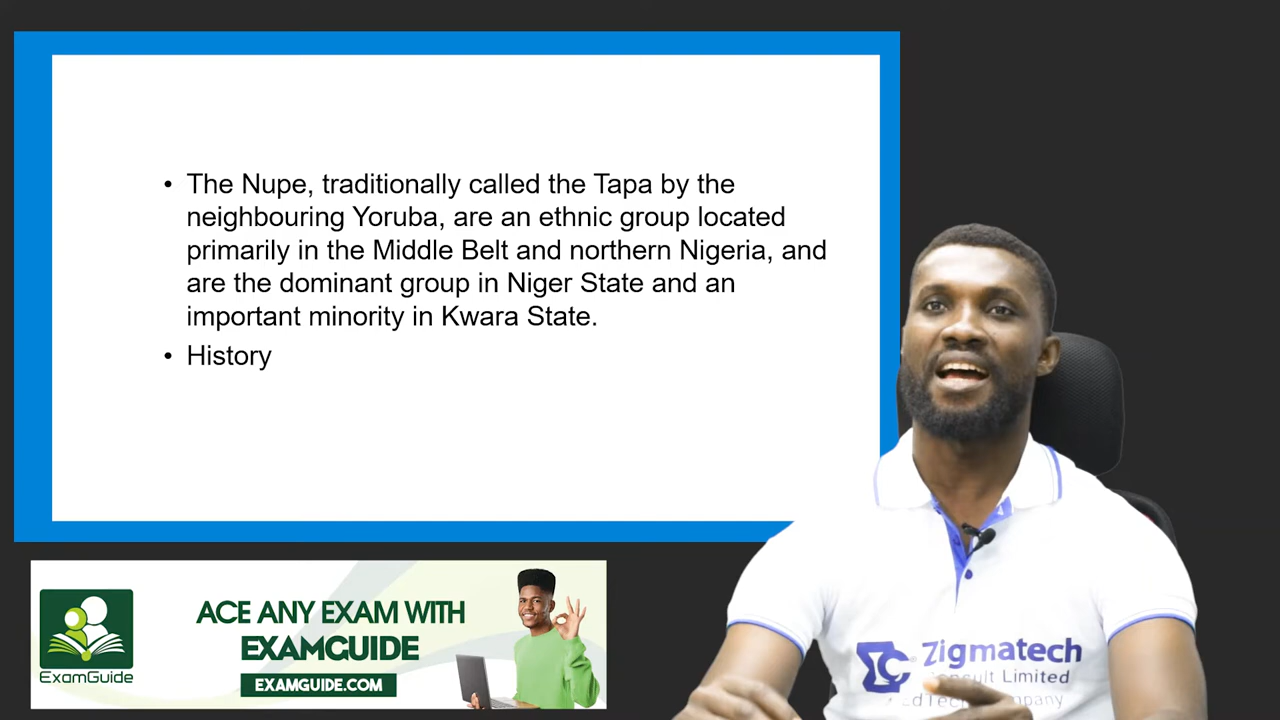 • The Nupe, traditionally called the Tapa by the
neighbouring Yoruba, are an ethnic group located
primarily in the Middle Belt and northern Nigeria, and
are the dominant group in Niger State and an
important minority in Kwara State.
• History
ExamGuide
ACE ANY EXAM WITH
EXAMGUIDE
EXAMGUIDE.COM
Zigmatech
Limited